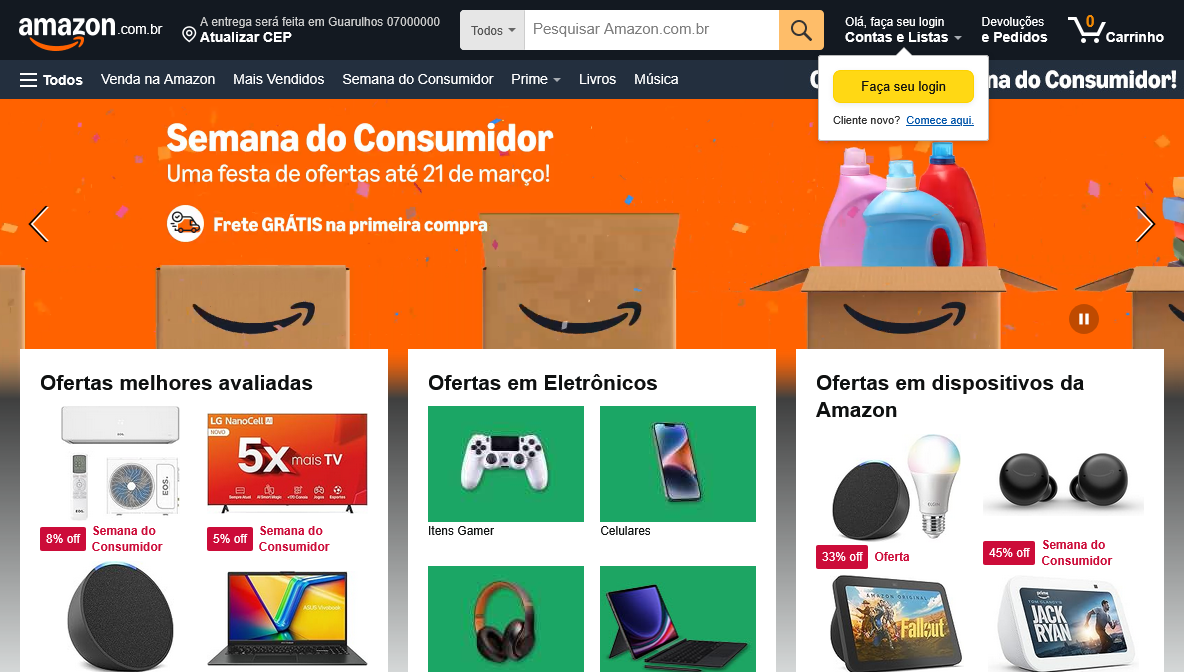 amazon.com.br
A entrega será feita em Guarulhos 07000000
Atualizar CEP
Todos
Pesquisar Amazon.com.br
Olá, faça seu login
Contas e Listas
Devoluções
e Pedidos
0
Carrinho
Todos
Venda na Amazon
Mais Vendidos
Semana do Consumidor
Prime
Livros
Música
na do Consumidor!
Faça seu login
Cliente novo? Comece aqui.
Semana do Consumidor
Uma festa de ofertas até 21 de março!
Frete GRÁTIS na primeira compra
Ofertas melhores avaliadas
EOS.
LG NanoCell AI
NOVO
5x mais TV
8% off
Semana do
Consumidor
5% off
Semana do
Consumidor
ASUS Vivobook
Ofertas em Eletrônicos
Itens Gamer
Celulares
Ofertas em dispositivos da
Amazon
33% off
Oferta
45% off
Semana do
Consumidor
AMAZON ORIGINAL
Fallout
prime
TOM CLANCY'S
JACK
RYAN